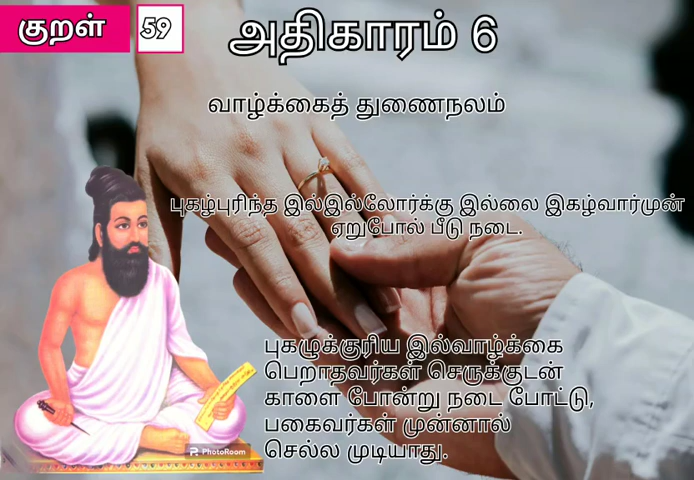 குறள் 59
அதிகாரம் 6
வாழ்க்கைத் துணைநலம்
புகழ்புரிந்த இல்இல்லோர்க்கு இல்லை இகழ்வார்முன்
ஏறுபோல் பீடு நடை.
புகழுக்குரிய இல்வாழ்க்கை
பெறாதவர்கள் செருக்குடன்
காளை போன்று நடை போட்டு,
பகைவர்கள் முன்னால்
செல்ல முடியாது.
PhotoRoom